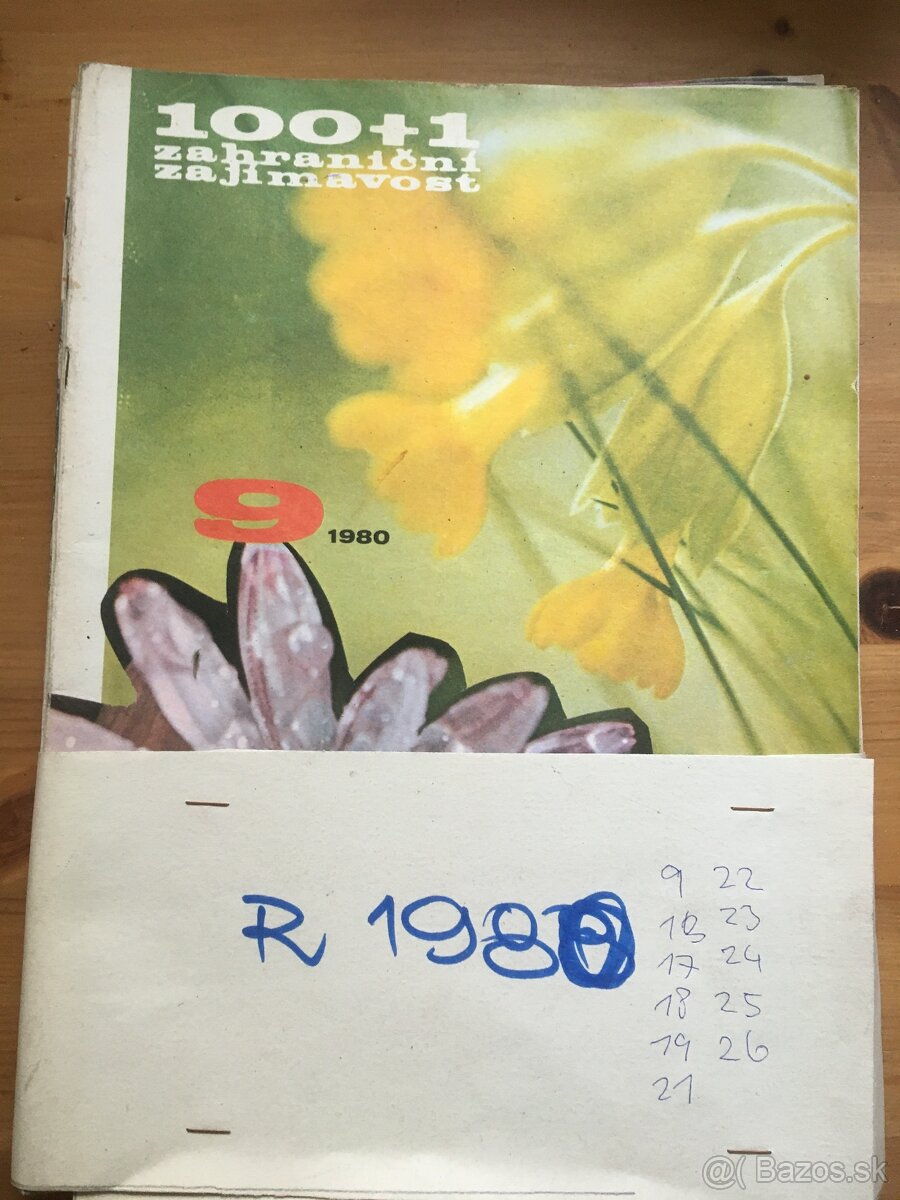 100+1
zahraniční
zajímavost
9 1980
R 1980
9 22
23
17 24
18 25
19 26
21
@( Bazos.sk